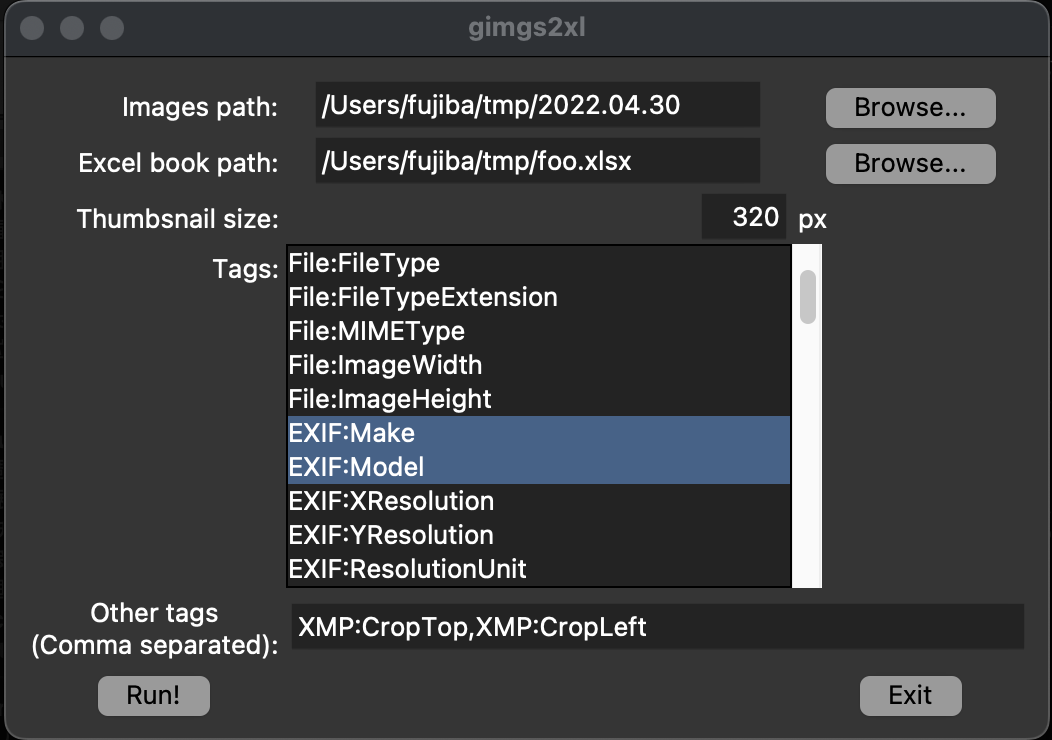 gimgs2xl
Images path: /Users/fujiba/tmp/2022.04.30 Browse...
Excel book path: /Users/fujiba/tmp/foo.xlsx Browse...
Thumbsnail size: 320 px
Tags: File:FileType
File:FileTypeExtension
File:MIMEType
File:ImageWidth
File:ImageHeight
EXIF:Make
EXIF:Model
EXIF:XResolution
EXIF:YResolution
EXIF:ResolutionUnit
Other tags
(Comma separated): XMP:CropTop,XMP:CropLeft
Run! Exit